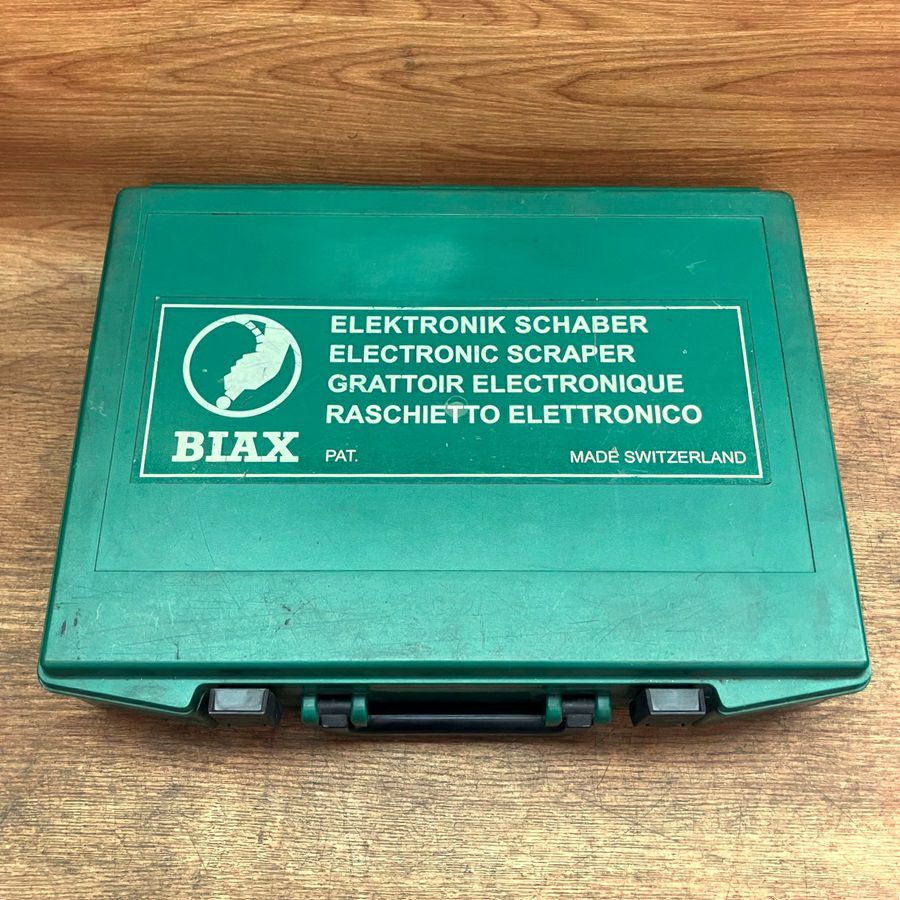 ELEKTRONIK SCHABER
ELECTRONIC SCRAPER
GRATTOIR ELECTRONIQUE
RASCHIETTO ELETTRONICO
BIAX
PAT.
MADE SWITZERLAND